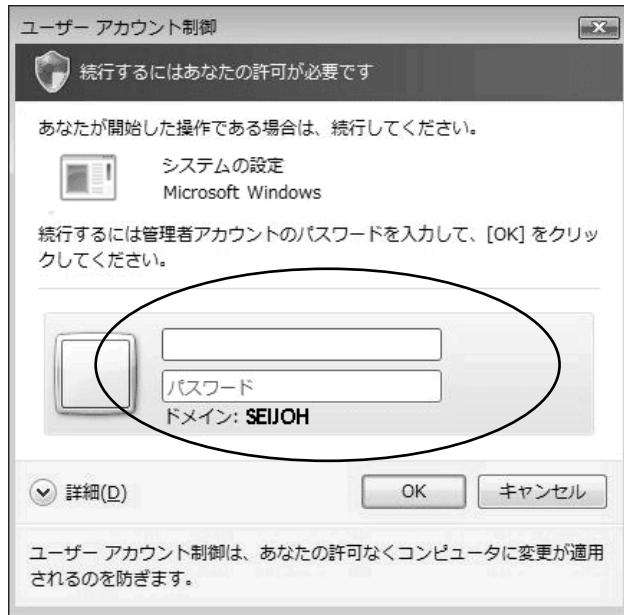 ユーザー アカウント制御
続行するにはあなたの許可が必要です
あなたが開始した操作である場合は、続行してください。
システムの設定
Microsoft Windows
続行するには管理者アカウントのパスワードを入力して、[OK] をクリッ
クしてください。
パスワード
ドメイン: SEIJOH
詳細(D)
OK
キャンセル
ユーザー アカウント制御は、あなたの許可なくコンピュータに変更が適用
されるのを防ぎます。